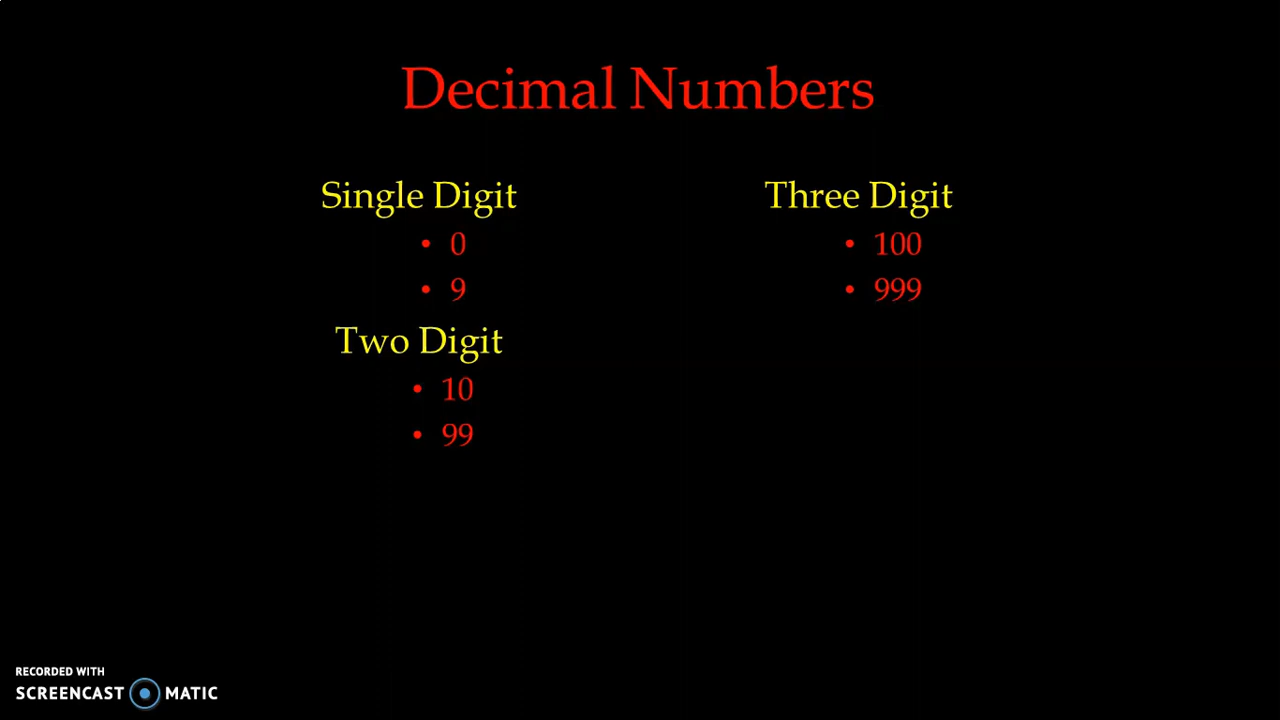 Decimal Numbers
Single Digit
• 0
• 9
Two Digit
• 10
• 99
Three Digit
• 100
• 999
RECORDED WITH
SCREENCAST MATIC